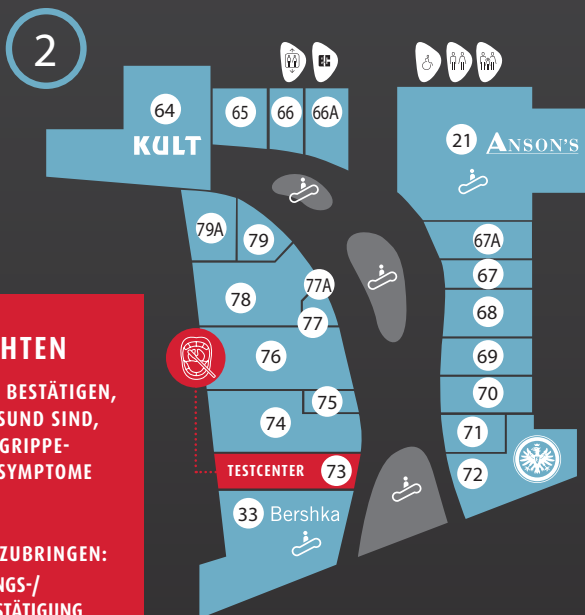 2
64
KULT
65
66
66A
EC
21 ANSON'S
79A
79
67A
67
78
77A
77
68
76
69
75
70
74
71
72
TESTCENTER 73
33 Bershka
HTEN
BESTÄTIGEN,
SUND SIND,
GRIPPE-
SYMPTOME
ZUBRINGEN:
NGS-/
STÄTIGUNG